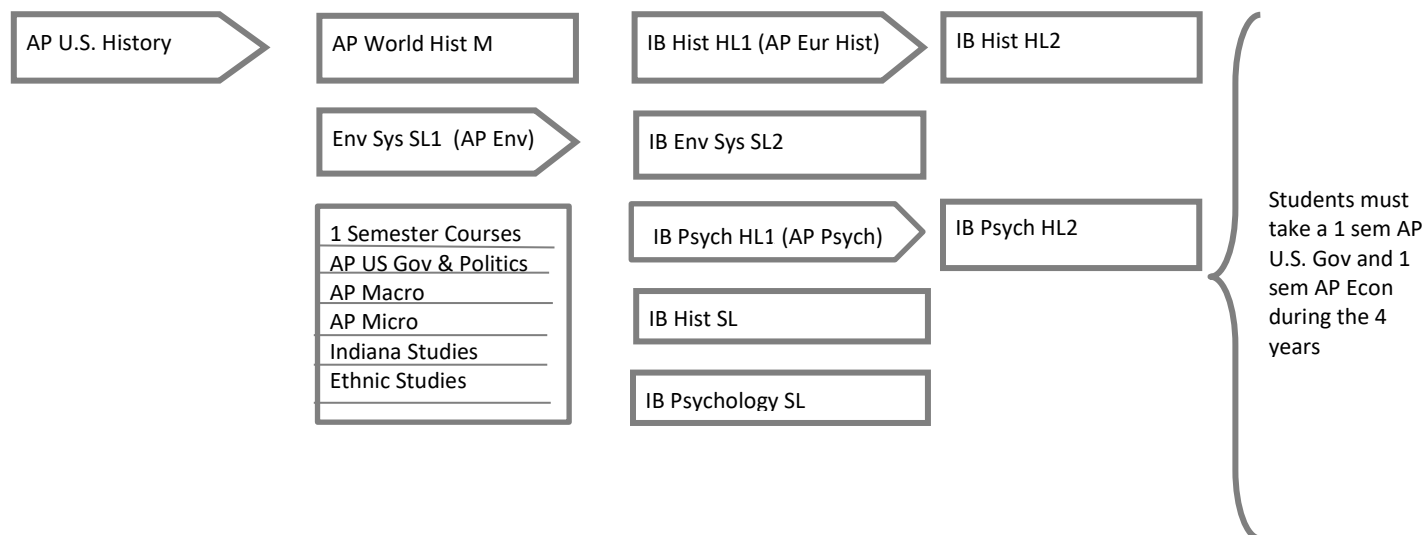 AP U.S. History
AP World Hist M
IB Hist HL1 (AP Eur Hist)
IB Hist HL2
Env Sys SL1  (AP Env)
IB Env Sys SL2
1 Semester Courses
AP US Gov & Politics
AP Macro
AP Micro
Indiana Studies
Ethnic Studies
IB Psych HL1 (AP Psych)
IB Psych HL2
IB Hist SL
IB Psychology SL
Students must
take a 1 sem AP
U.S. Gov and 1
sem AP Econ
during the 4
years